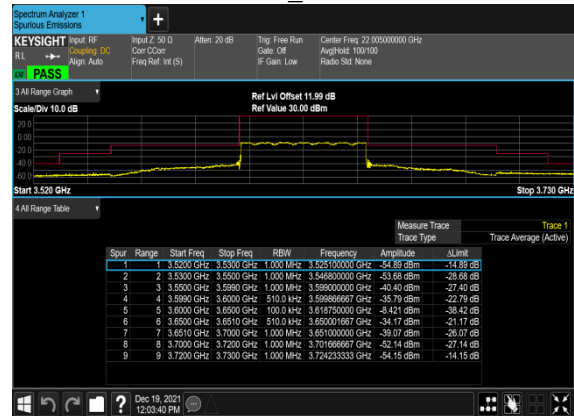 Spectrum Analyzer 1
Spurious Emissions
+
KEYSIGHT Input: RF Input Z: 50 Ω Atten: 20 dB Trig: Free Run Center Freq: 22.005000000 GHz
RL Coupling: DC Corr CCorr Gate: Off Avg|Hold: 100/100
Align: Auto Freq Ref: Int (S) IF Gain: Low Radio Std: None
PASS
3 All Range Graph
Ref Lvl Offset 11.99 dB
Scale/Div 10.0 dB Ref Value 30.00 dBm
20.0
0.00
-20.0
-40.0
-60.0
Start 3.520 GHz Stop 3.730 GHz
4 All Range Table
Measure Trace Trace 1
Trace Type Trace Average (Active)
Spur Range Start Freq Stop Freq RBW Frequency Amplitude ΔLimit
1 1 3.5200 GHz 3.5300 GHz 1.000 MHz 3.525100000 GHz -54.89 dBm -14.89 dB
2 2 3.5300 GHz 3.5500 GHz 1.000 MHz 3.546800000 GHz -53.68 dBm -28.68 dB
3 3 3.5500 GHz 3.5990 GHz 1.000 MHz 3.599000000 GHz -40.40 dBm -27.40 dB
4 4 3.5990 GHz 3.6000 GHz 510.0 kHz 3.599866667 GHz -35.79 dBm -22.79 dB
5 5 3.6000 GHz 3.6500 GHz 100.0 kHz 3.618750000 GHz -8.421 dBm -38.42 dB
6 6 3.6500 GHz 3.6510 GHz 510.0 kHz 3.650001667 GHz -34.17 dBm -21.17 dB
7 7 3.6510 GHz 3.7000 GHz 1.000 MHz 3.651000000 GHz -39.07 dBm -26.07 dB
8 8 3.7000 GHz 3.7200 GHz 1.000 MHz 3.701666667 GHz -52.14 dBm -27.14 dB
9 9 3.7200 GHz 3.7300 GHz 1.000 MHz 3.724233333 GHz -54.15 dBm -14.15 dB
? Dec 19, 2021
12:03:40 PM